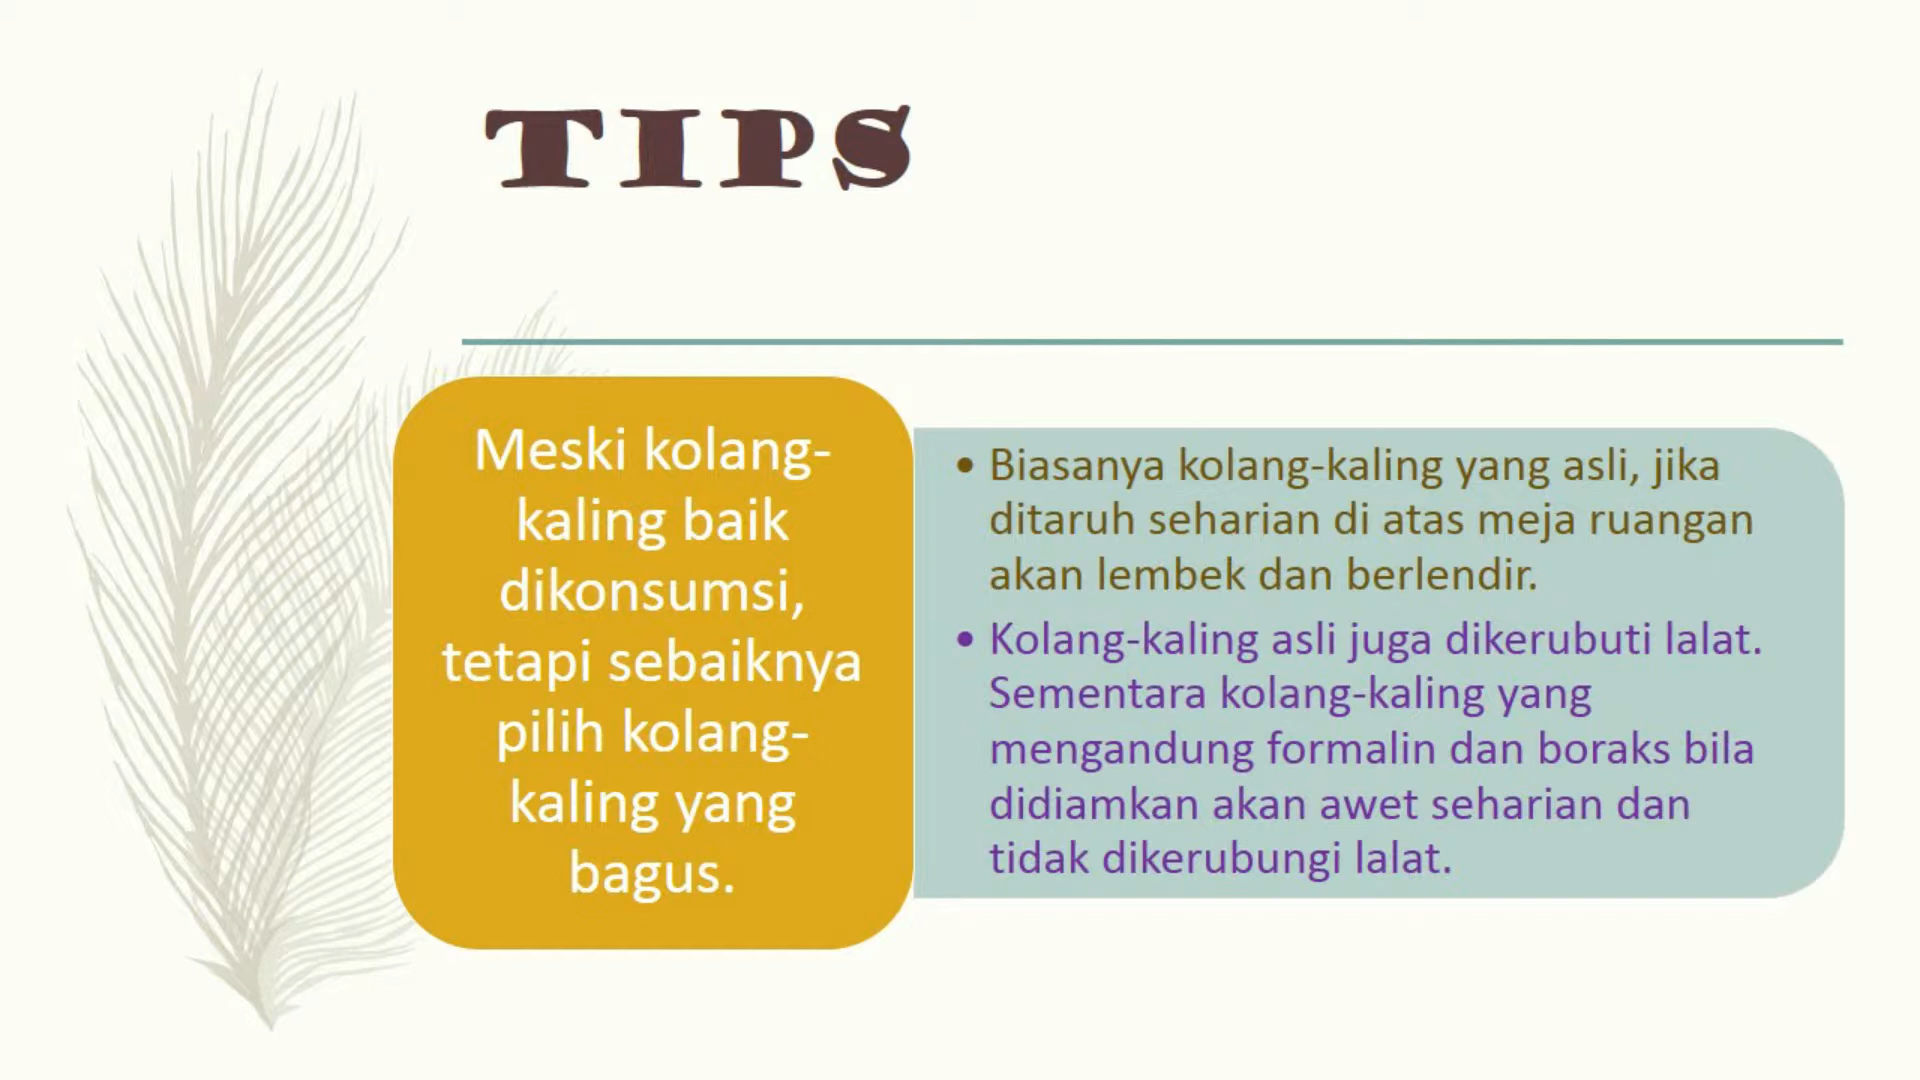 TIPS
Meski kolang-
kaling baik
dikonsumsi,
tetapi sebaiknya
pilih kolang-
kaling yang
bagus.
• Biasanya kolang-kaling yang asli, jika
ditaruh seharian di atas meja ruangan
akan lembek dan berlendir.
• Kolang-kaling asli juga dikerubuti lalat.
Sementara kolang-kaling yang
mengandung formalin dan boraks bila
didiamkan akan awet seharian dan
tidak dikerubungi lalat.